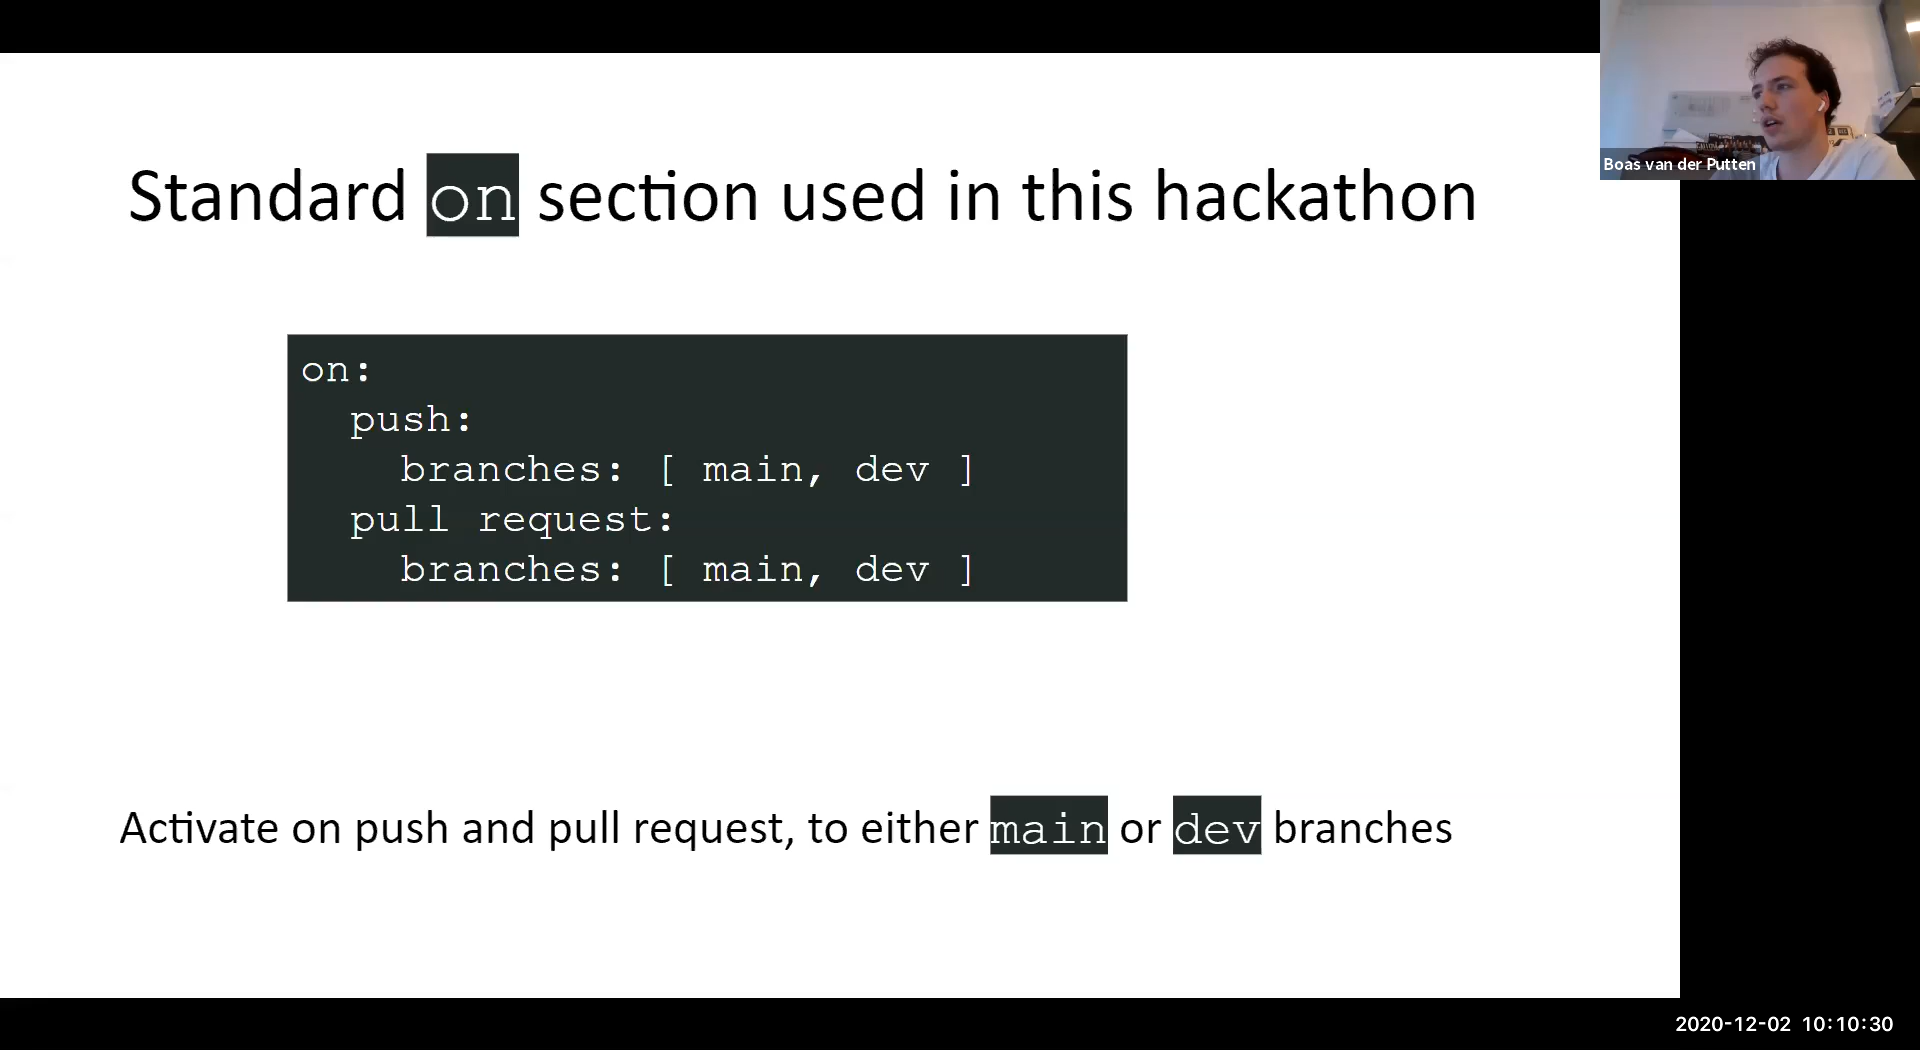 Boas van der Putten
Standard on section used in this hackathon
on:
  push:
    branches: [ main, dev ]
  pull request:
    branches: [ main, dev ]
Activate on push and pull request, to either main or dev branches
2020-12-02 10:10:30